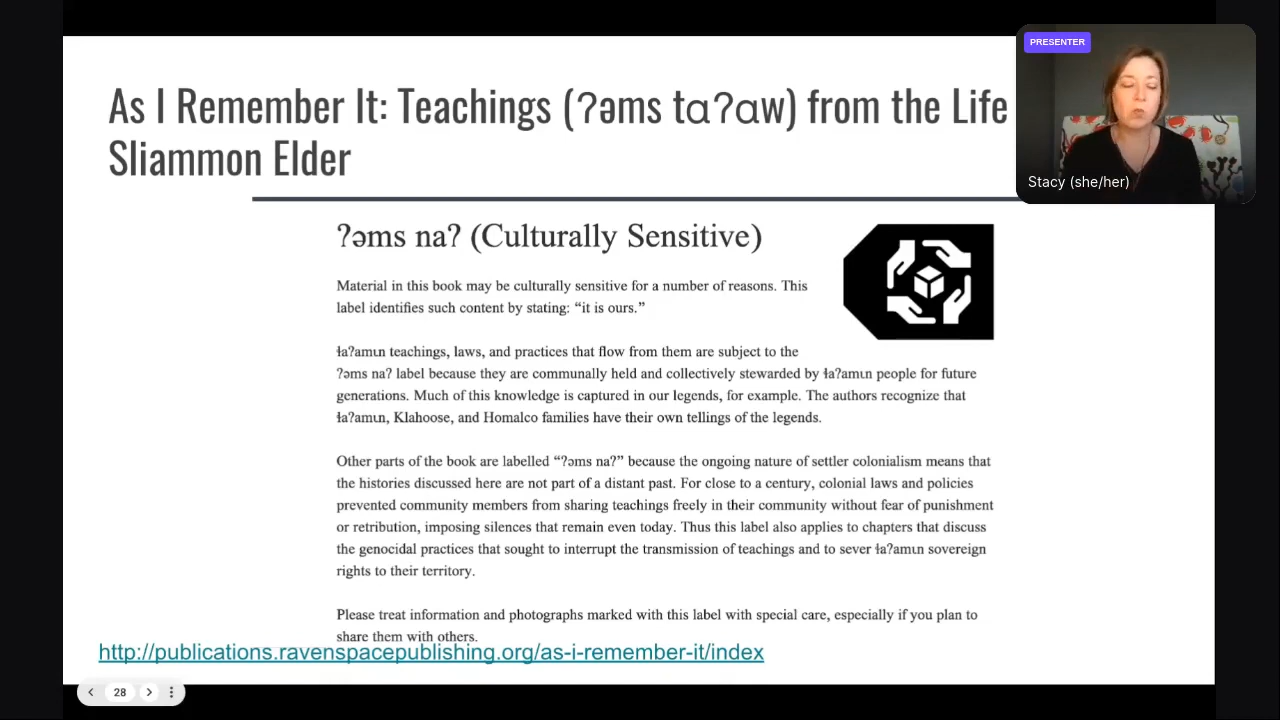 As I Remember It: Teachings (ʔəms tɑʔɑw) from the Life
Sliammon Elder
PRESENTER
Stacy (she/her)
ʔəms naʔ (Culturally Sensitive)
Material in this book may be culturally sensitive for a number of reasons. This
label identifies such content by stating: “it is ours.”
ɬaʔamɩn teachings, laws, and practices that flow from them are subject to the
ʔəms naʔ label because they are communally held and collectively stewarded by ɬaʔamɩn people for future
generations. Much of this knowledge is captured in our legends, for example. The authors recognize that
ɬaʔamɩn, Klahoose, and Homalco families have their own tellings of the legends.
Other parts of the book are labelled “ʔəms naʔ” because the ongoing nature of settler colonialism means that
the histories discussed here are not part of a distant past. For close to a century, colonial laws and policies
prevented community members from sharing teachings freely in their community without fear of punishment
or retribution, imposing silences that remain even today. Thus this label also applies to chapters that discuss
the genocidal practices that sought to interrupt the transmission of teachings and to sever ɬaʔamɩn sovereign
rights to their territory.
Please treat information and photographs marked with this label with special care, especially if you plan to
share them with others.
http://publications.ravenspacepublishing.org/as-i-remember-it/index
28